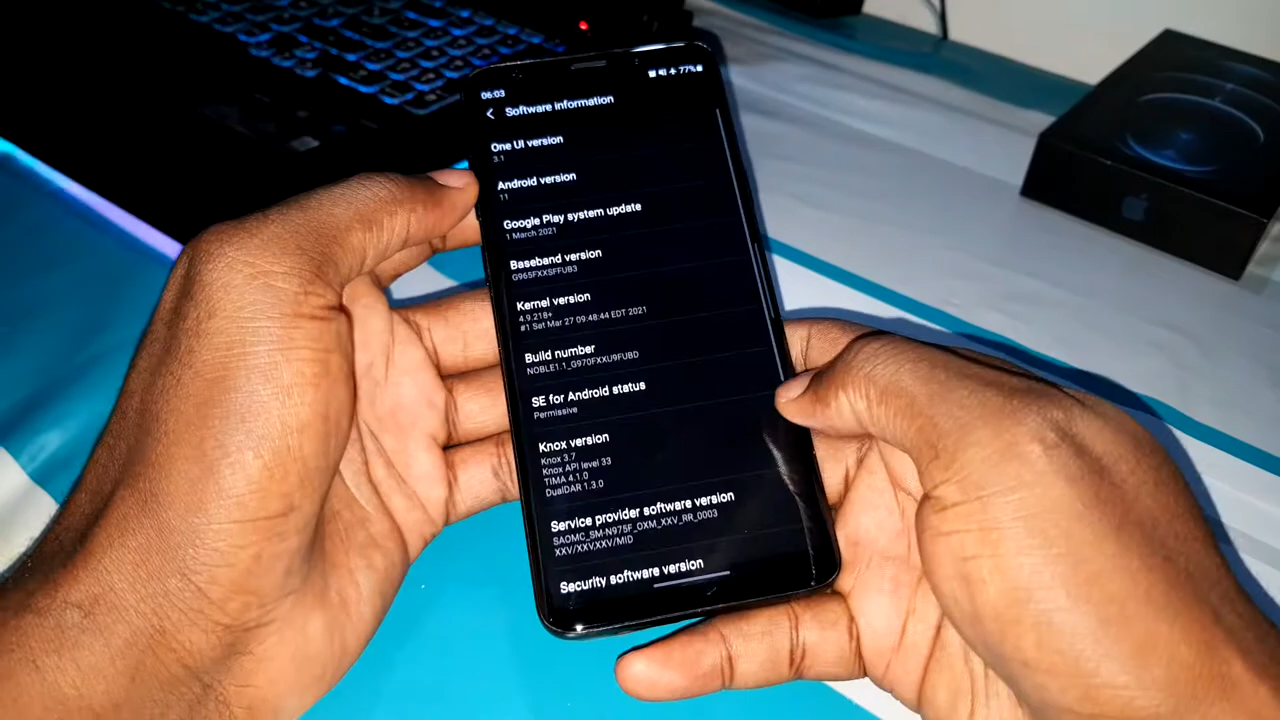 06:03
77%
Software information
One UI version
3.1
Android version
11
Google Play system update
1 March 2021
Baseband version
G965FXXSFFUB3
Kernel version
4.9.218+
#1 Sat Mar 27 09:48:44 EDT 2021
Build number
NOBLE1.1_G970FXXU9FUBD
SE for Android status
Permissive
Knox version
Knox 3.7
Knox API level 33
TIMA 4.1.0
DualDAR 1.3.0
Service provider software version
SAOMC_SM-N975F_OXM_XXV_RR_0003
XXV/XXV,XXV/MID
Security software version